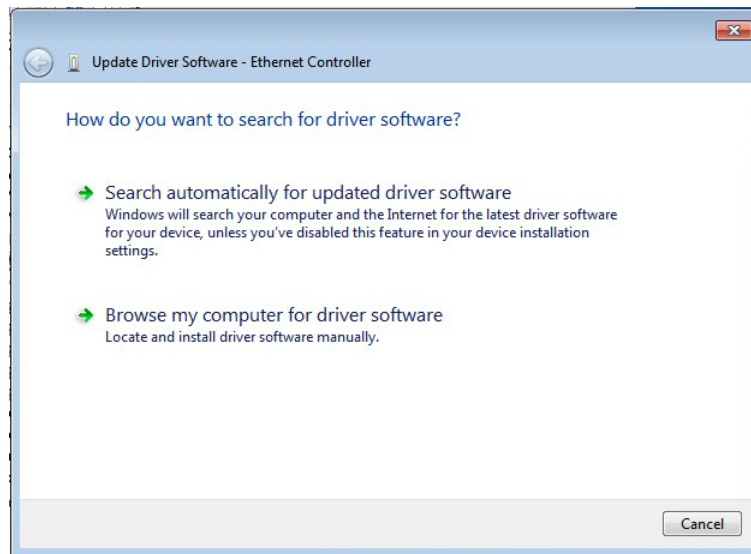 Update Driver Software - Ethernet Controller
How do you want to search for driver software?
Search automatically for updated driver software
Windows will search your computer and the Internet for the latest driver software
for your device, unless you've disabled this feature in your device installation
settings.
Browse my computer for driver software
Locate and install driver software manually.
Cancel